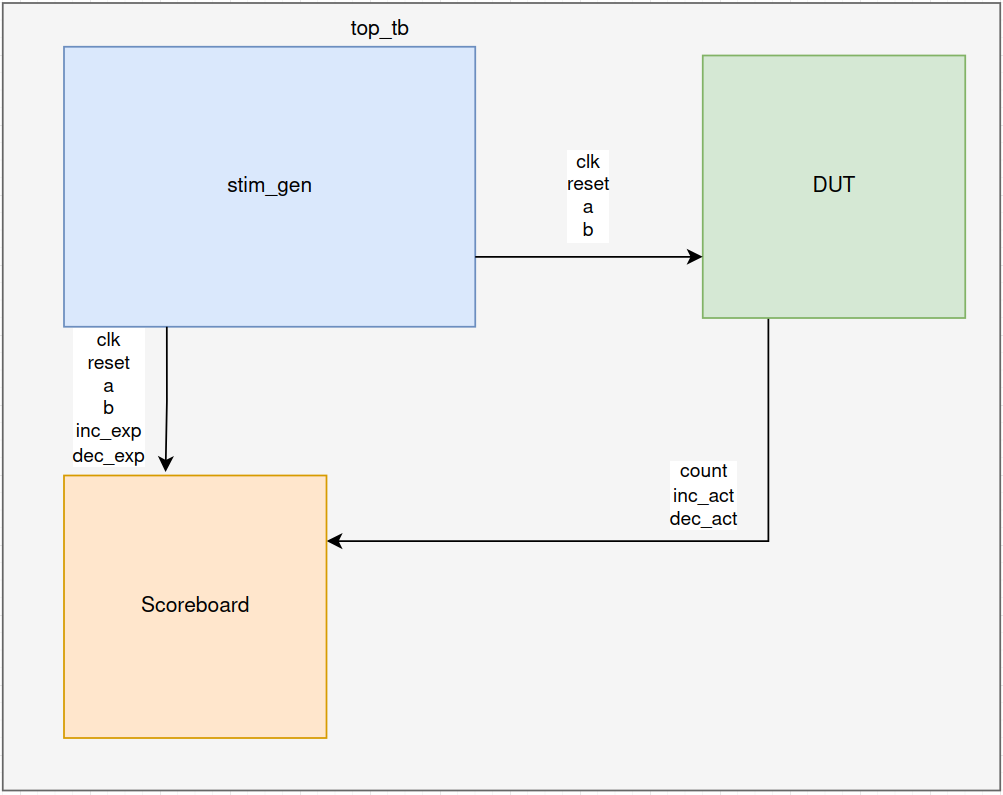 top_tb
stim_gen
clk
reset
a
b
DUT
clk
reset
a
b
inc_exp
dec_exp
count
inc_act
dec_act
Scoreboard